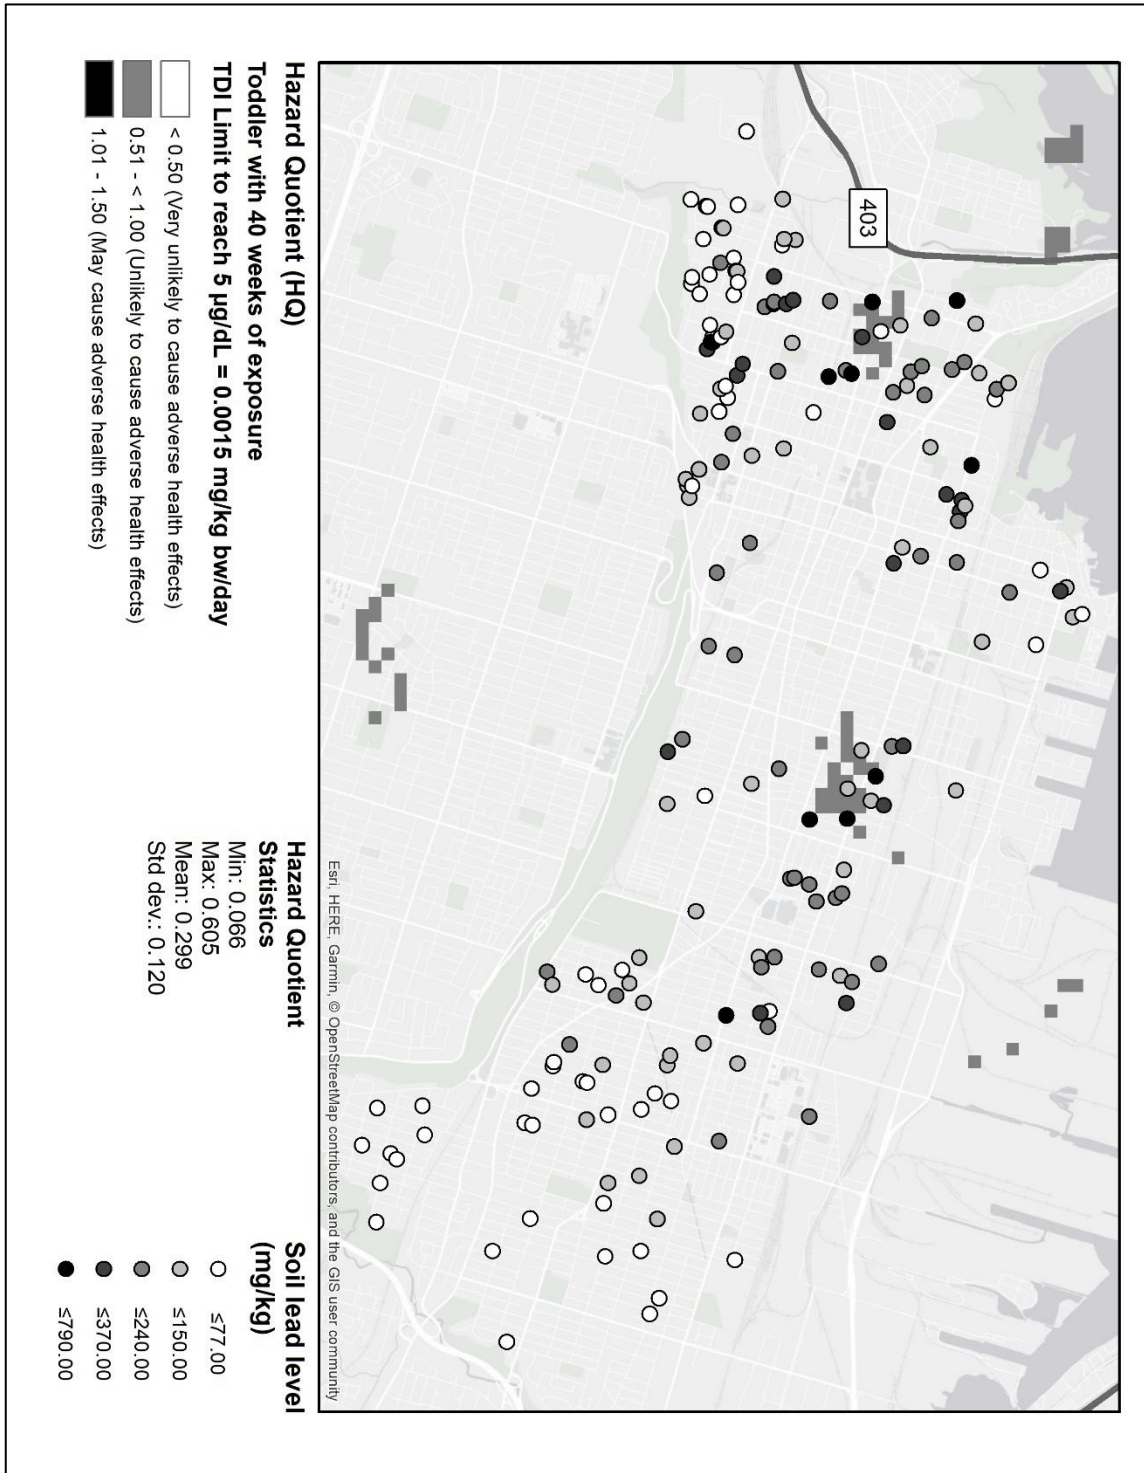 403
Esri, HERE, Garmin, © OpenStreetMap contributors, and the GIS user community
Hazard Quotient (HQ)
Toddler with 40 weeks of exposure
TDI Limit to reach 5 µg/dL = 0.0015 mg/kg bw/day
< 0.50 (Very unlikely to cause adverse health effects)
0.51 - < 1.00 (Unlikely to cause adverse health effects)
1.01 - 1.50 (May cause adverse health effects)
Hazard Quotient
Statistics
Min: 0.066
Max: 0.605
Mean: 0.299
Std dev.: 0.120
Soil lead level
(mg/kg)
≤77.00
≤150.00
≤240.00
≤370.00
≤790.00